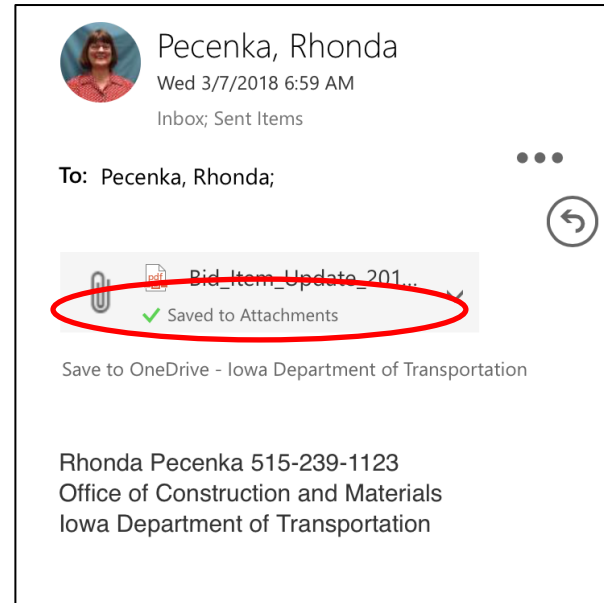 Pecenka, Rhonda
Wed 3/7/2018 6:59 AM
Inbox; Sent Items
To: Pecenka, Rhonda;
pdf
Bid_Item_Update_201...
Saved to Attachments
Save to OneDrive - Iowa Department of Transportation
Rhonda Pecenka 515-239-1123
Office of Construction and Materials
Iowa Department of Transportation